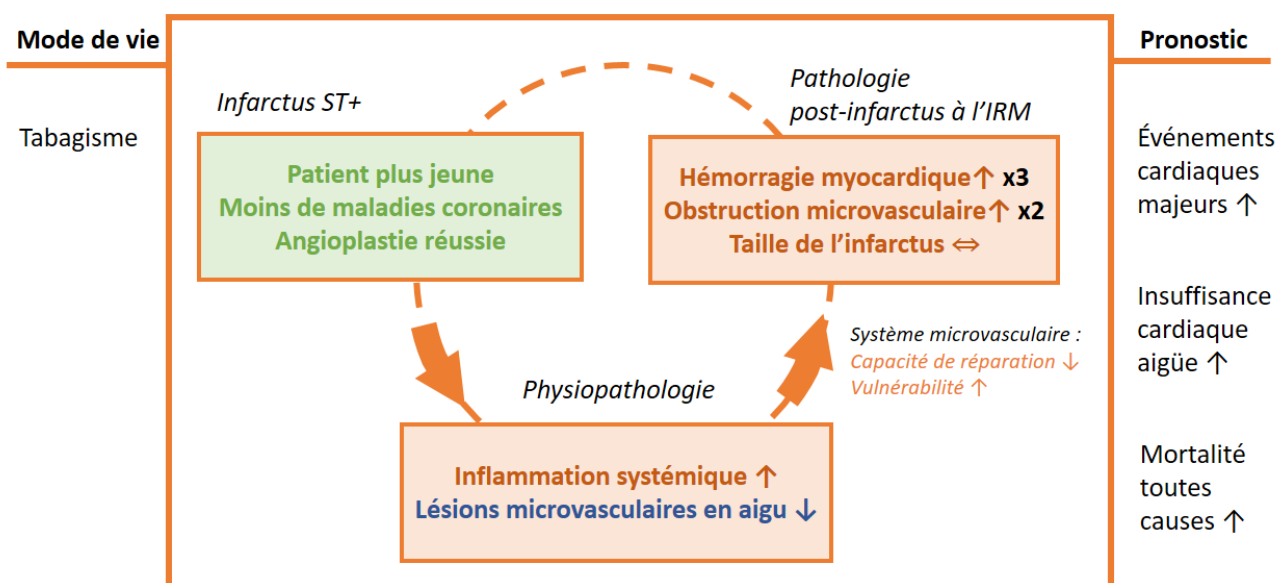 Mode de vie
Tabagisme
Infarctus ST+
Patient plus jeune
Moins de maladies coronaires
Angioplastie réussie
Pathologie
post-infarctus à l’IRM
Hémorragie myocardique↑ x3
Obstruction microvasculaire↑ x2
Taille de l’infarctus ⇔
Système microvasculaire :
Capacité de réparation ↓
Vulnérabilité ↑
Physiopathologie
Inflammation systémique ↑
Lésions microvasculaires en aigu ↓
Pronostic
Événements
cardiaques
majeurs ↑
Insuffisance
cardiaque
aigüe ↑
Mortalité
toutes
causes ↑